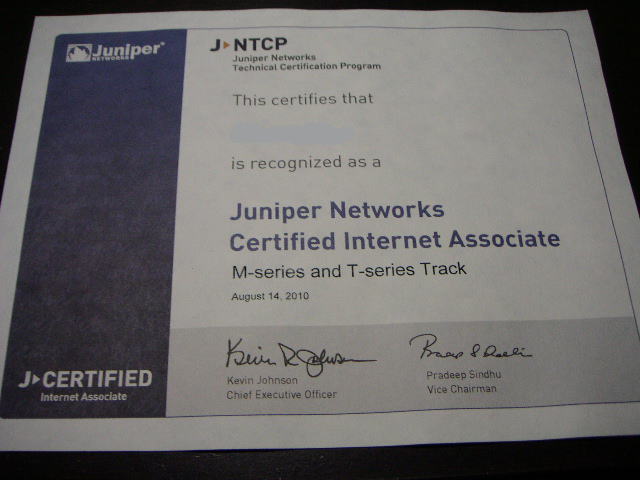 Juniper
NETWORKS
J NTCP
Juniper Networks
Technical Certification Program
This certifies that
is recognized as a
Juniper Networks
Certified Internet Associate
M-series and T-series Track
August 14, 2010
Kevin R Johnson
Kevin Johnson
Chief Executive Officer
Pradeep Sindhu
Vice Chairman
J CERTIFIED
Internet Associate